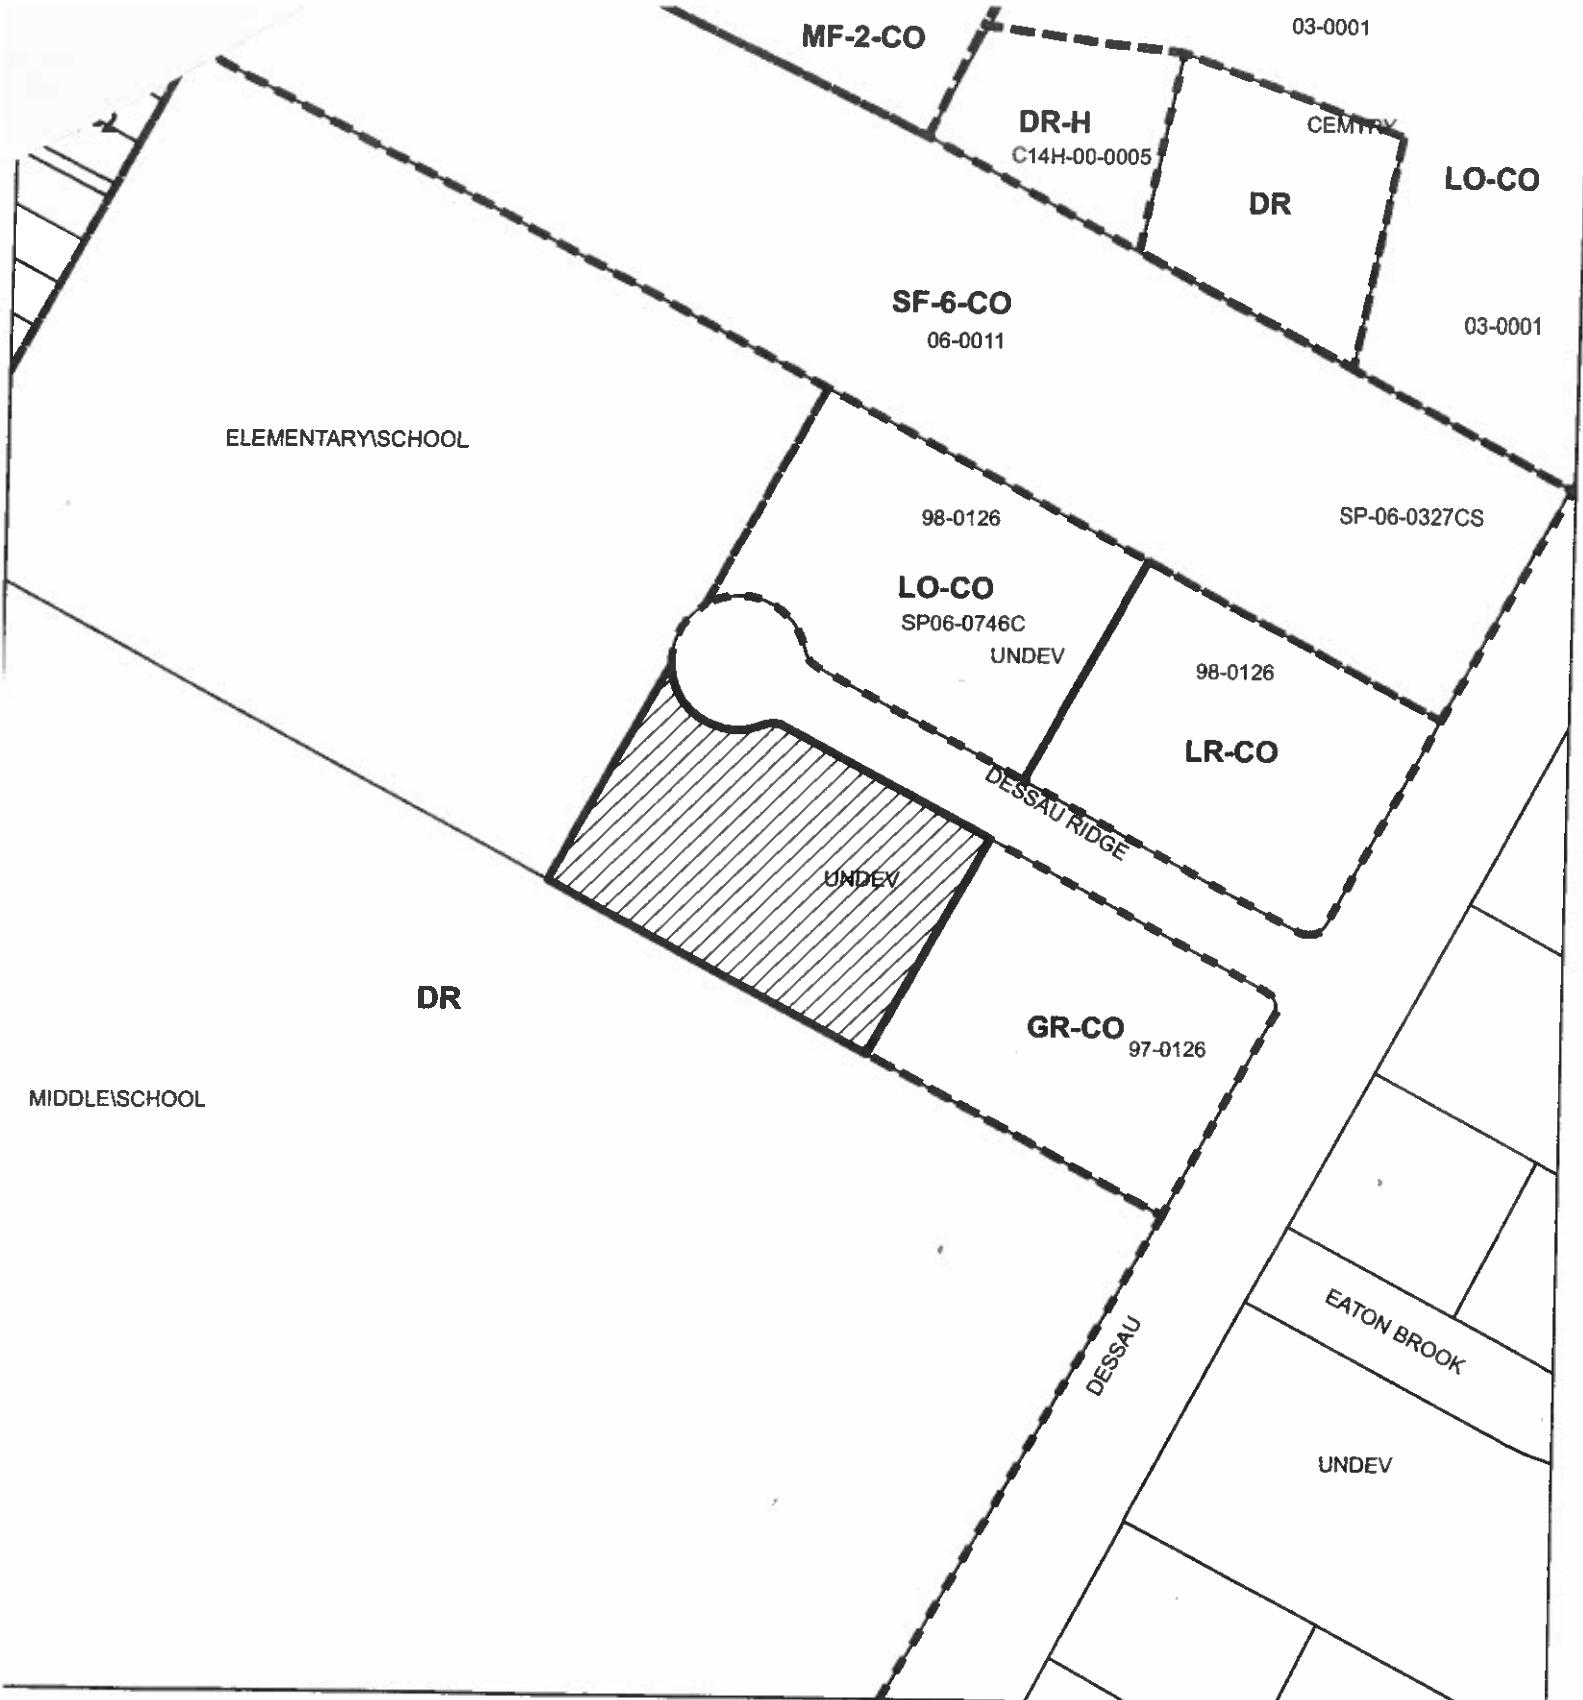 03-0001
MF-2-CO
DR-H
C14H-00-0005
CEMTRY
LO-CO
DR
SF-6-CO
06-0011
03-0001
ELEMENTARY\SCHOOL
98-0126
SP-06-0327CS
LO-CO
SP06-0746C
UNDEV
98-0126
LR-CO
DESSAU RIDGE
UNDEV
DR
GR-CO
97-0126
MIDDLE\SCHOOL
EATON BROOK
DESSAU
UNDEV